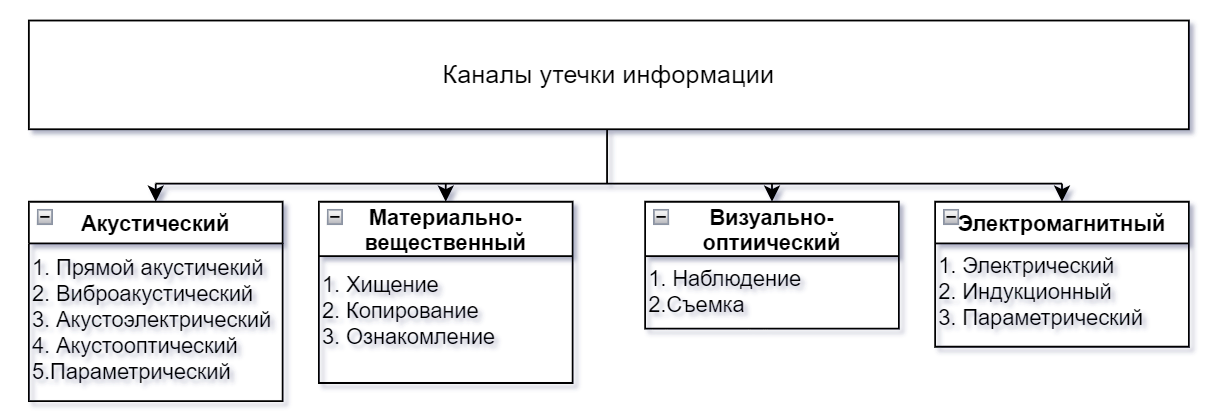 Каналы утечки информации
Акустический
1. Прямой акустичекий
2. Виброакустический
3. Акустоэлектрический
4. Акустооптический
5.Параметрический
Материально-
вещественный
1. Хищение
2. Копирование
3. Ознакомление
Визуально-
оптиический
1. Наблюдение
2.Съемка
Электромагнитный
1. Электрический
2. Индукционный
3. Параметрический